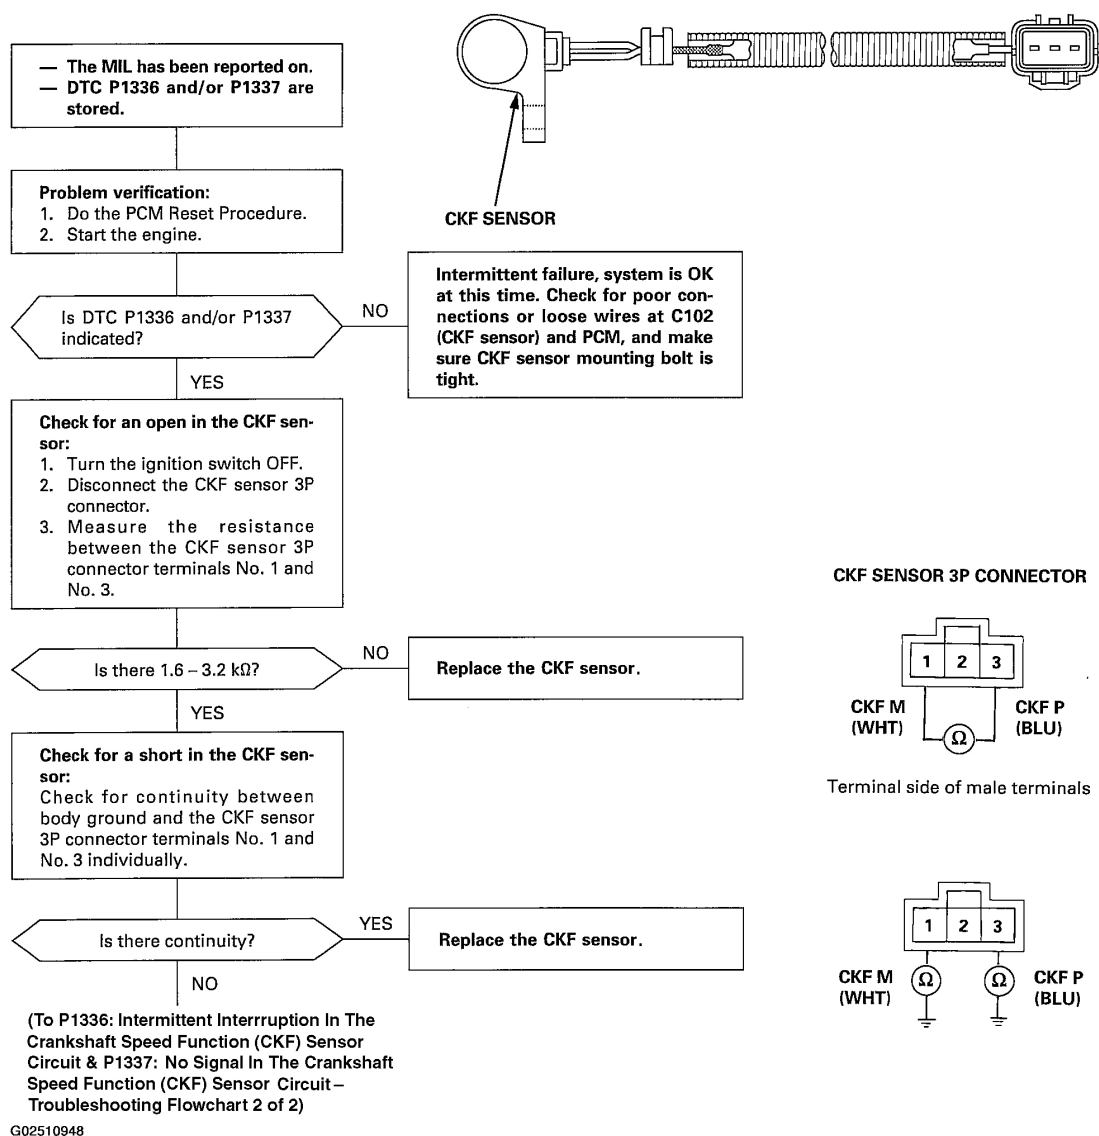 — The MIL has been reported on.
— DTC P1336 and/or P1337 are
stored.
CKF SENSOR
Problem verification:
1. Do the PCM Reset Procedure.
2. Start the engine.
Is DTC P1336 and/or P1337
indicated?
NO
Intermittent failure, system is OK
at this time. Check for poor con-
nections or loose wires at C102
(CKF sensor) and PCM, and make
sure CKF sensor mounting bolt is
tight.
YES
Check for an open in the CKF sen-
sor:
1. Turn the ignition switch OFF.
2. Disconnect the CKF sensor 3P
connector.
3. Measure the resistance
between the CKF sensor 3P
connector terminals No. 1 and
No. 3.
CKF SENSOR 3P CONNECTOR
Is there 1.6 – 3.2 kΩ?
NO
Replace the CKF sensor.
1 2 3
CKF M
(WHT)
Ω
CKF P
(BLU)
Terminal side of male terminals
YES
Check for a short in the CKF sen-
sor:
Check for continuity between
body ground and the CKF sensor
3P connector terminals No. 1 and
No. 3 individually.
Is there continuity?
YES
Replace the CKF sensor.
1 2 3
CKF M
(WHT)
Ω
Ω
CKF P
(BLU)
NO
(To P1336: Intermittent Interrruption In The
Crankshaft Speed Function (CKF) Sensor
Circuit & P1337: No Signal In The Crankshaft
Speed Function (CKF) Sensor Circuit –
Troubleshooting Flowchart 2 of 2)
G02510948